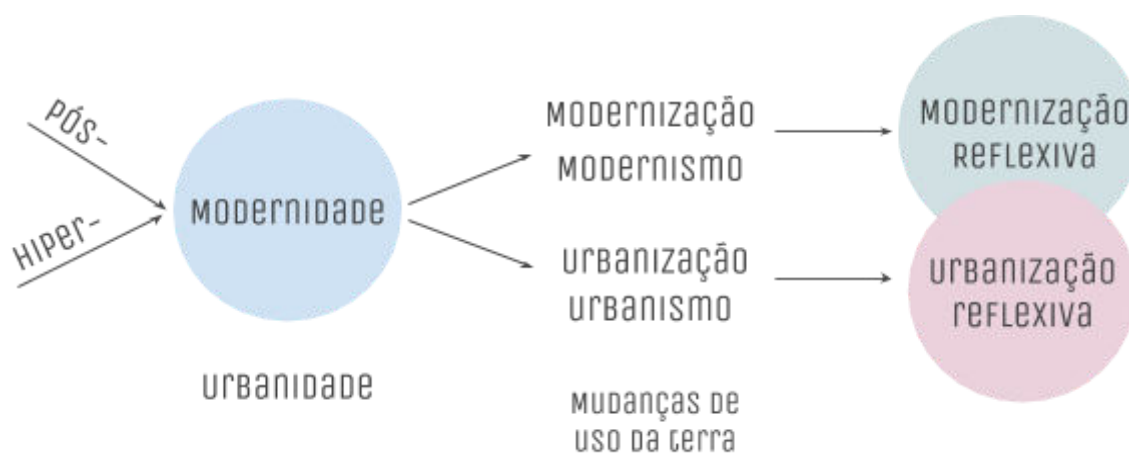 PÓS-
HIPER-
MODERNIDADE
URBANIDADE
MODERNIZAÇÃO
MODERNISMO
URBANIZAÇÃO
URBANISMO
MUDANÇAS DE
USO DA TERRA
MODERNIZAÇÃO
REFLEXIVA
URBANIZAÇÃO
REFLEXIVA